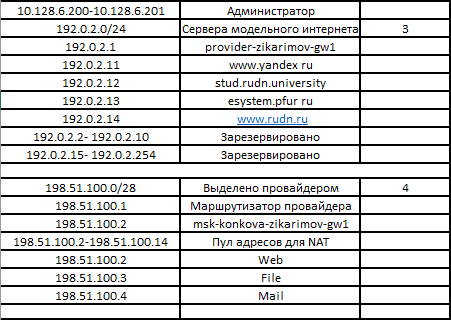 10.128.6.200-10.128.6.201 Администратор
192.0.2.0/24 Сервера модельного интернета 3
192.0.2.1 provider-zikarimov-gw1
192.0.2.11 www.yandex ru
192.0.2.12 stud.rudn.university
192.0.2.13 esystem.pfur ru
192.0.2.14 www.rudn.ru
192.0.2.2- 192.0.2.10 Зарезервировано
192.0.2.15- 192.0.2.254 Зарезервировано
198.51.100.0/28 Выделено провайдером 4
198.51.100.1 Маршрутизатор провайдера
198.51.100.2 msk-konkova-zikarimov-gw1
198.51.100.2-198.51.100.14 Пул адресов для NAT
198.51.100.2 Web
198.51.100.3 File
198.51.100.4 Mail